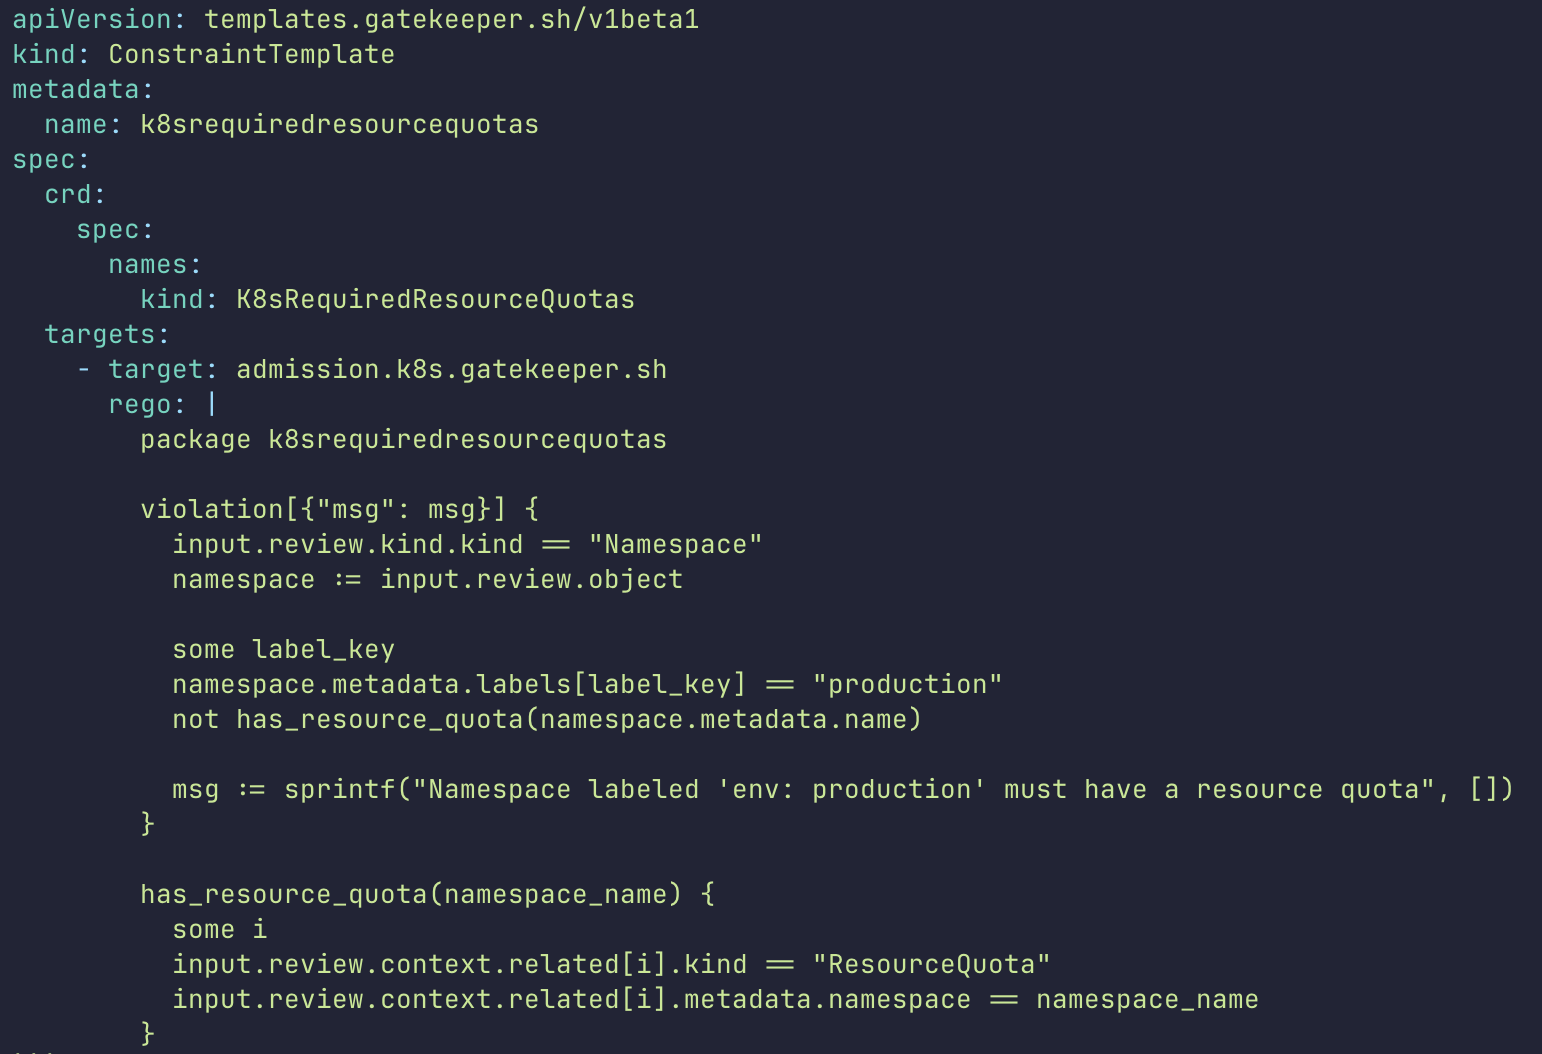 apiVersion: templates.gatekeeper.sh/v1beta1
kind: ConstraintTemplate
metadata:
  name: k8srequiredresourcequotas
spec:
  crd:
    spec:
      names:
        kind: K8sRequiredResourceQuotas
  targets:
    - target: admission.k8s.gatekeeper.sh
      rego: |
        package k8srequiredresourcequotas

        violation[{"msg": msg}] {
          input.review.kind.kind == "Namespace"
          namespace := input.review.object

          some label_key
          namespace.metadata.labels[label_key] == "production"
          not has_resource_quota(namespace.metadata.name)

          msg := sprintf("Namespace labeled 'env: production' must have a resource quota", [])
        }

        has_resource_quota(namespace_name) {
          some i
          input.review.context.related[i].kind == "ResourceQuota"
          input.review.context.related[i].metadata.namespace == namespace_name
        }